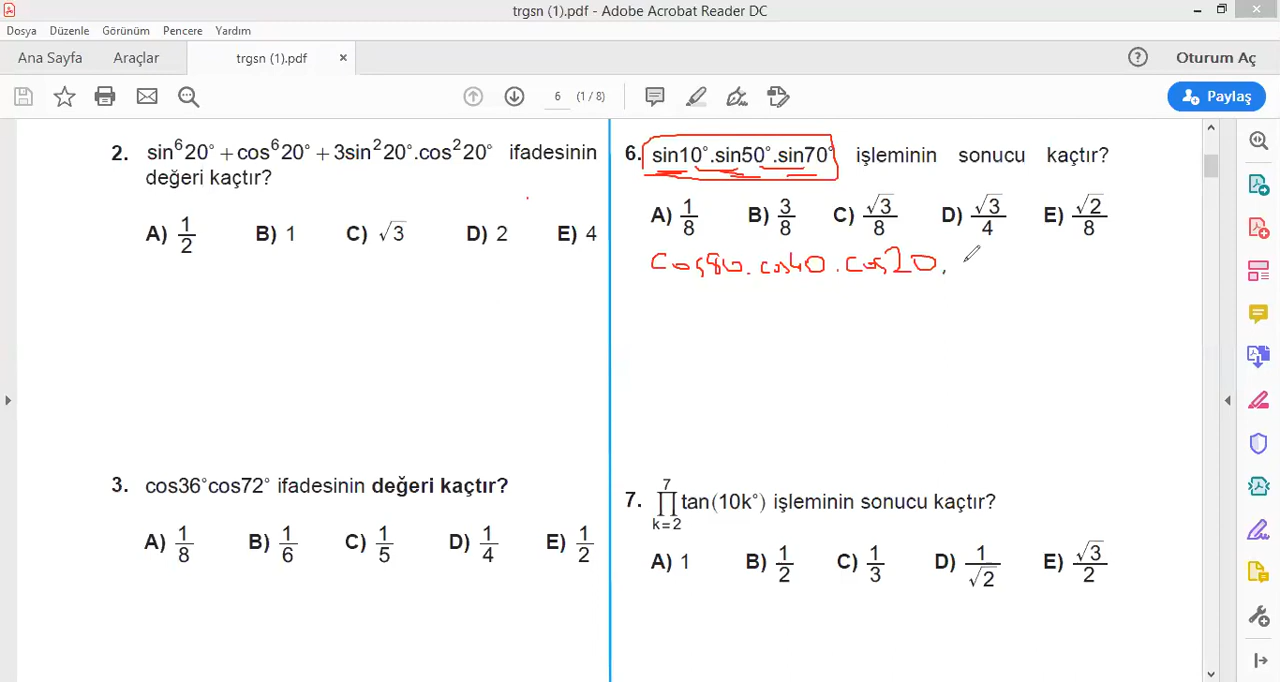 trgsn (1).pdf - Adobe Acrobat Reader DC
Dosya Düzenle Görünüm Pencere Yardım
Ana Sayfa Araçlar trgsn (1).pdf × Oturum Aç
6 (1 / 8) Paylaş
2. sin⁶20° + cos⁶20° + 3sin²20°.cos²20° ifadesinin
değeri kaçtır?
A) 1/2 B) 1 C) √3 D) 2 E) 4
3. cos36°cos72° ifadesinin değeri kaçtır?
A) 1/8 B) 1/6 C) 1/5 D) 1/4 E) 1/2
6. sin10°.sin50°.sin70° işleminin sonucu kaçtır?
A) 1/8 B) 3/8 C) √3/8 D) √3/4 E) √2/8
cos80.cos40.cos20.
7. ∏ₖ₌₂⁷ tan(10k°) işleminin sonucu kaçtır?
A) 1 B) 1/2 C) 1/3 D) 1/√2 E) √3/2